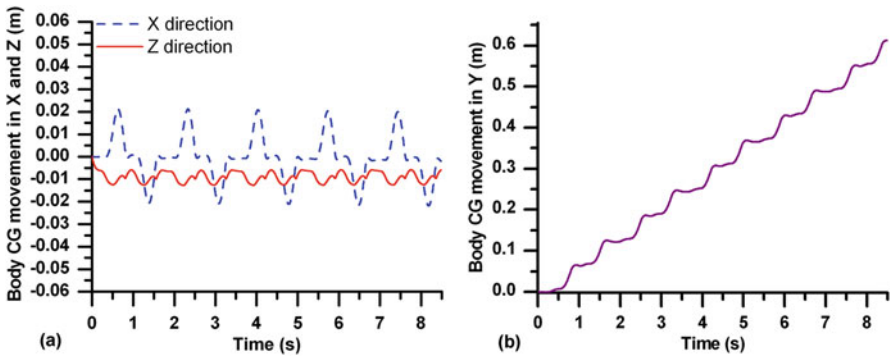 Body CG movement in X and Z (m)
0.06
0.05
0.04
0.03
0.02
0.01
0.00
-0.01
-0.02
-0.03
-0.04
-0.05
-0.06
X direction
Z direction
0 1 2 3 4 5 6 7 8
Time (s)
(a)
Body CG movement in Y (m)
0.6
0.5
0.4
0.3
0.2
0.1
0.0
0 1 2 3 4 5 6 7 8
Time (s)
(b)